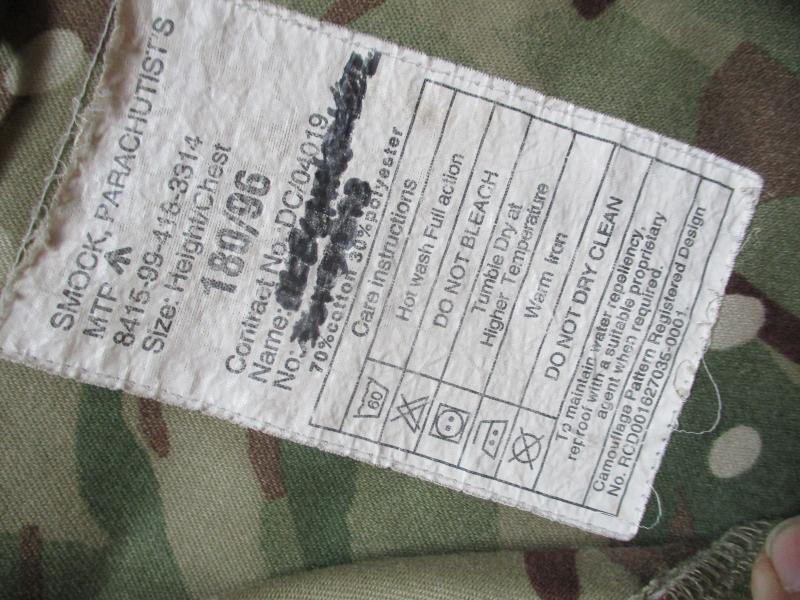 SMOCK, PARACHUTIST'S
MTP
8415-99-418-3314
Size: Height/Chest
180/96
Contract No: DC/04019
Name:
No:
70%cotton 30%polyester
Care instructions
60
Hot wash Full action
DO NOT BLEACH
Tumble Dry at
Higher Temperature
Warm Iron
DO NOT DRY CLEAN
To maintain water repellency,
reproof with a suitable proprietary
agent when required.
Camouflage Pattern Registered Design
No. RCD001627035-0001.